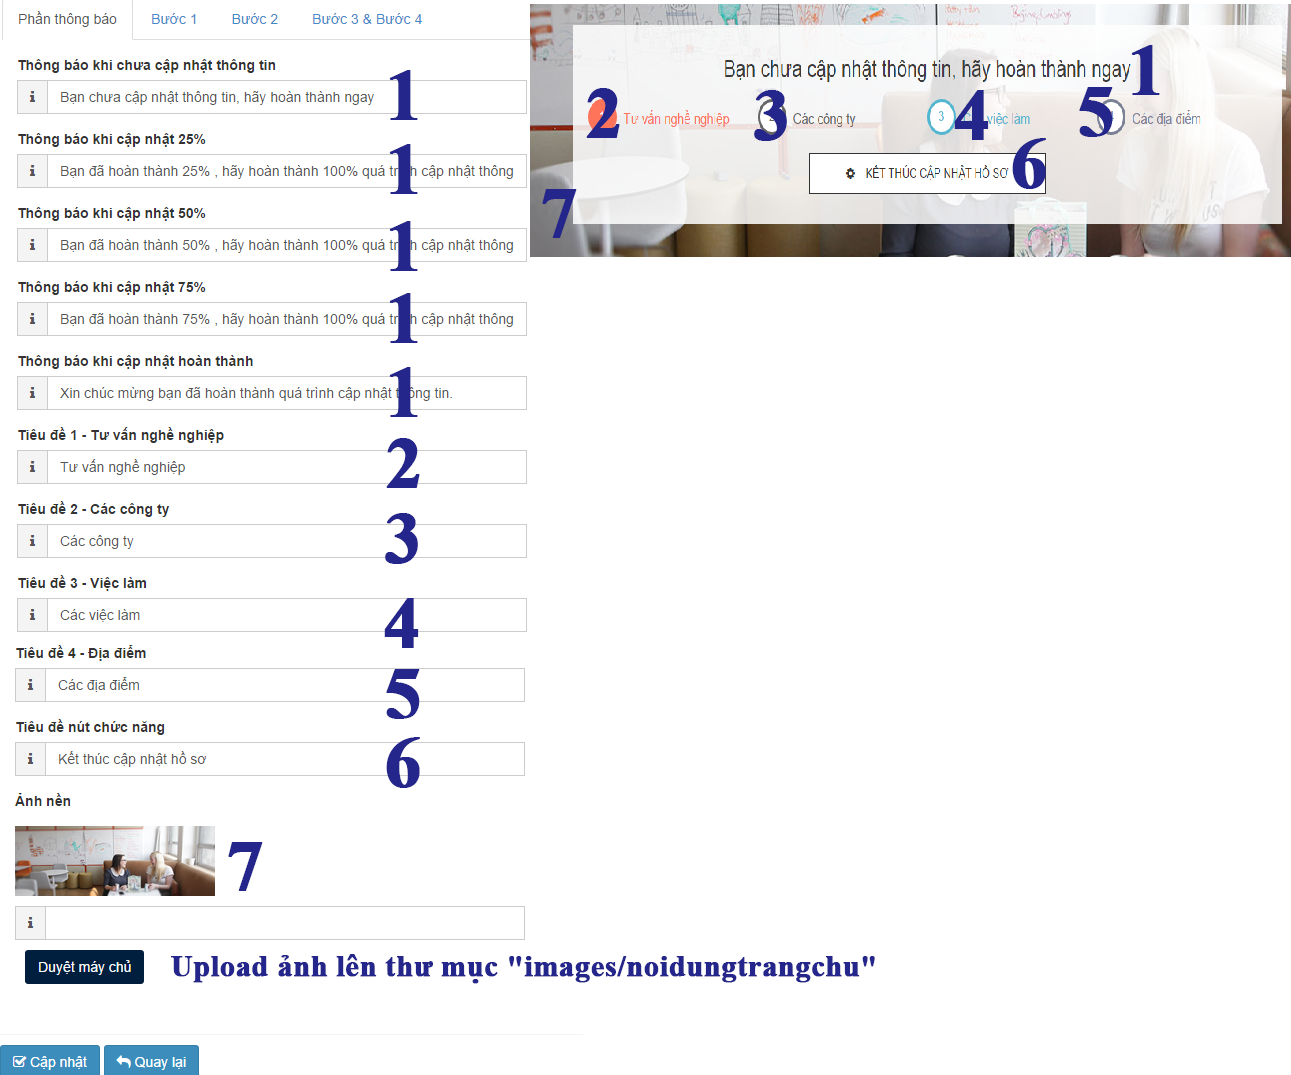 Phần thông báo
Bước 1
Bước 2
Bước 3 & Bước 4
Thông báo khi chưa cập nhật thông tin
Bạn chưa cập nhật thông tin, hãy hoàn thành ngay
1
Thông báo khi cập nhật 25%
Bạn đã hoàn thành 25% , hãy hoàn thành 100% quá trình cập nhật thông
1
Thông báo khi cập nhật 50%
Bạn đã hoàn thành 50% , hãy hoàn thành 100% quá trình cập nhật thông
1
Thông báo khi cập nhật 75%
Bạn đã hoàn thành 75% , hãy hoàn thành 100% quá trình cập nhật thông
1
Thông báo khi cập nhật hoàn thành
Xin chúc mừng bạn đã hoàn thành quá trình cập nhật thông tin.
1
Tiêu đề 1 - Tư vấn nghề nghiệp
Tư vấn nghề nghiệp
2
Tiêu đề 2 - Các công ty
Các công ty
3
Tiêu đề 3 - Việc làm
Các việc làm
4
Tiêu đề 4 - Địa điểm
Các địa điểm
5
Tiêu đề nút chức năng
Kết thúc cập nhật hồ sơ
6
Ảnh nền
7
Duyệt máy chủ
Upload ảnh lên thư mục "images/noidungtrangchu"
Cập nhật
Quay lại
Bạn chưa cập nhật thông tin, hãy hoàn thành ngay
1
2
Tư vấn nghề nghiệp
3
Các công ty
3
4
việc làm
5
Các địa điểm
KẾT THÚC CẬP NHẬT HỒ SƠ
6
7